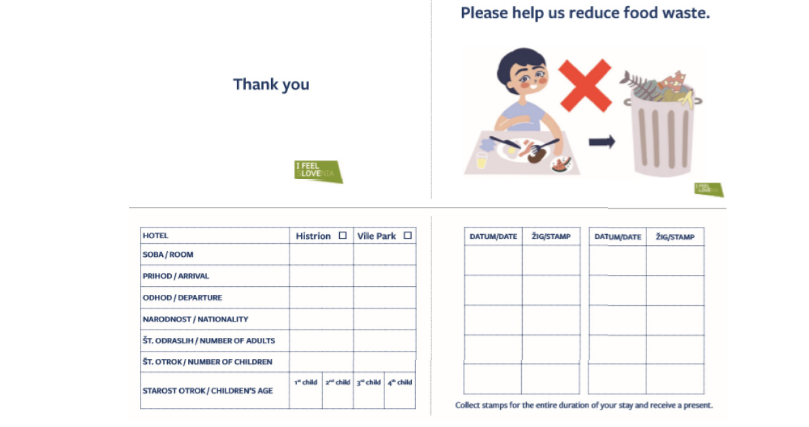 Thank you
I FEEL
SLOVENIA
Please help us reduce food waste.
I FEEL
SLOVENIA
HOTEL Histrion ☐ Vile Park ☐
SOBA / ROOM
PRIHOD / ARRIVAL
ODHOD / DEPARTURE
NARODNOST / NATIONALITY
ŠT. ODRASLIH / NUMBER OF ADULTS
ŠT. OTROK / NUMBER OF CHILDREN
STAROST OTROK / CHILDREN'S AGE 1st child 2nd child 3rd child 4th child
DATUM/DATE ŽIG/STAMP DATUM/DATE ŽIG/STAMP
Collect stamps for the entire duration of your stay and receive a present.